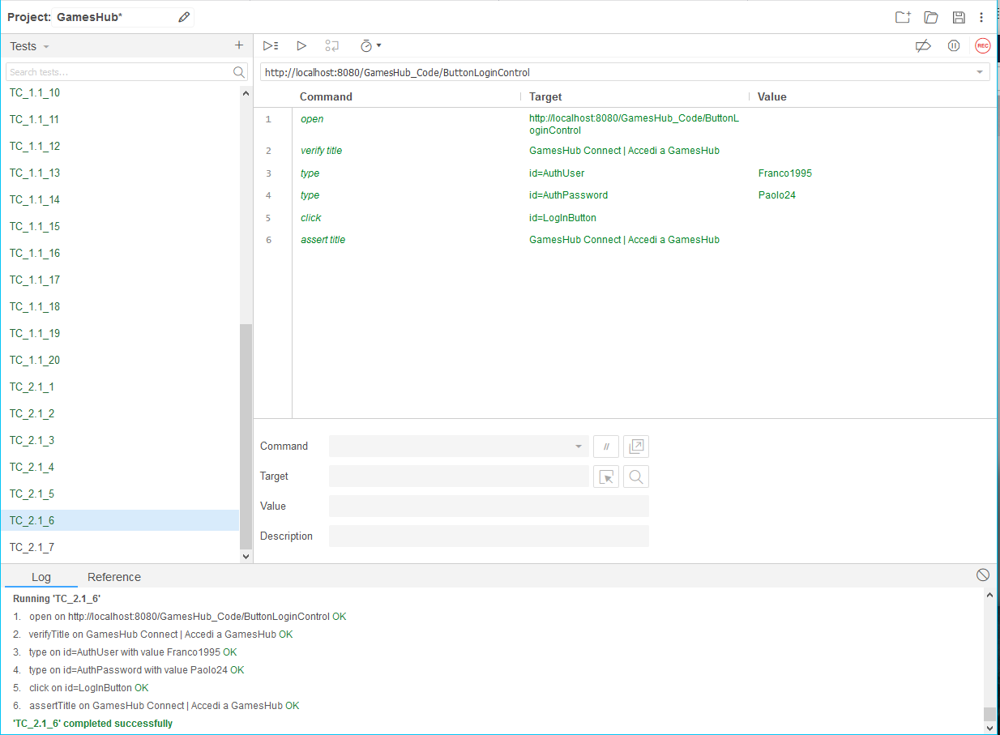 Project: GamesHub*
Tests
Search tests...
TC_1.1_10
TC_1.1_11
TC_1.1_12
TC_1.1_13
TC_1.1_14
TC_1.1_15
TC_1.1_16
TC_1.1_17
TC_1.1_18
TC_1.1_19
TC_1.1_20
TC_2.1_1
TC_2.1_2
TC_2.1_3
TC_2.1_4
TC_2.1_5
TC_2.1_6
TC_2.1_7
REC
http://localhost:8080/GamesHub_Code/ButtonLoginControl
Command Target Value
1 open http://localhost:8080/GamesHub_Code/ButtonL
oginControl
2 verify title GamesHub Connect | Accedi a GamesHub
3 type id=AuthUser Franco1995
4 type id=AuthPassword Paolo24
5 click id=LogInButton
6 assert title GamesHub Connect | Accedi a GamesHub
Command //
Target
Value
Description
Log Reference
Running 'TC_2.1_6'
1. open on http://localhost:8080/GamesHub_Code/ButtonLoginControl OK
2. verifyTitle on GamesHub Connect | Accedi a GamesHub OK
3. type on id=AuthUser with value Franco1995 OK
4. type on id=AuthPassword with value Paolo24 OK
5. click on id=LogInButton OK
6. assertTitle on GamesHub Connect | Accedi a GamesHub OK
'TC_2.1_6' completed successfully